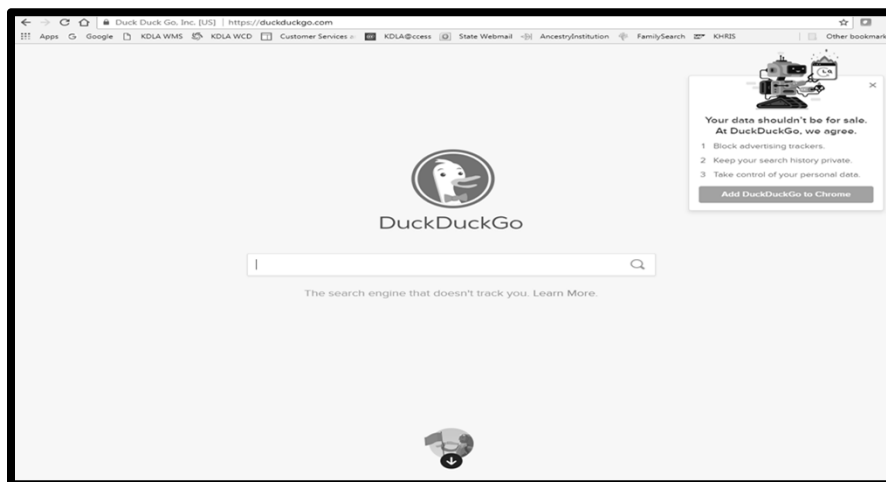 Duck Duck Go, Inc. [US] | https://duckduckgo.com
Apps G Google KDLA WMS KDLA WCD Customer Services a KDLA@ccess State Webmail AncestryInstitution FamilySearch KHRIS Other bookmark
Your data shouldn't be for sale.
At DuckDuckGo, we agree.
1 Block advertising trackers.
2 Keep your search history private.
3 Take control of your personal data.
Add DuckDuckGo to Chrome
DuckDuckGo
The search engine that doesn't track you. Learn More.